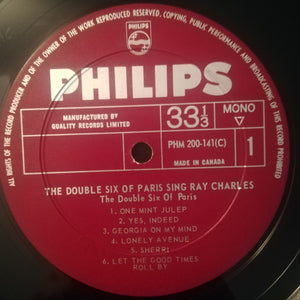 ALL RIGHTS OF THE RECORD PRODUCER AND OF THE OWNER OF THE WORK RESERVED. COPYING, PUBLIC PERFORMANCE AND BROADCASTING OF THIS RECORD PROHIBITED.
PHILIPS
MANUFACTURED BY
QUALITY RECORDS LIMITED
33 1/3
MONO
▽
PHM 200-141(C)
MADE IN CANADA
1
THE DOUBLE SIX OF PARIS SING RAY CHARLES
The Double Six Of Paris
1. ONE MINT JULEP
2. YES, INDEED
3. GEORGIA ON MY MIND
4. LONELY AVENUE
5. SHERRI
6. LET THE GOOD TIMES
ROLL BY